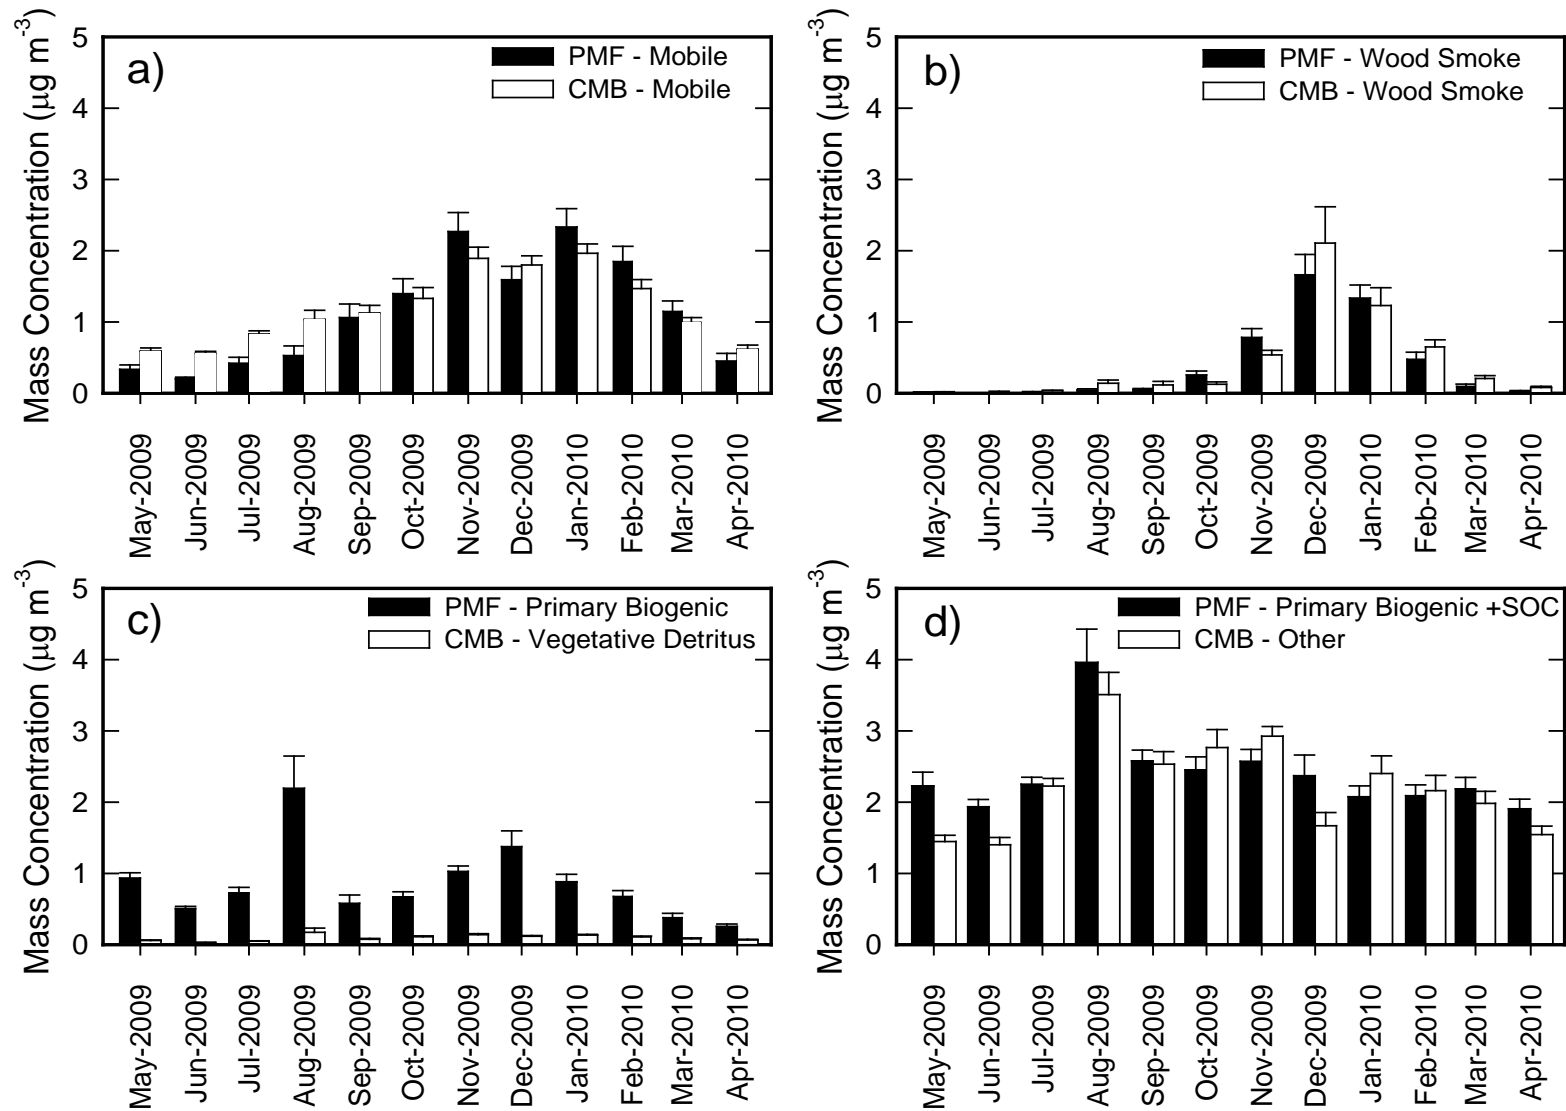 a)
PMF - Mobile
CMB - Mobile
Mass Concentration (μg m-3)
5
4
3
2
1
0
May-2009
Jun-2009
Jul-2009
Aug-2009
Sep-2009
Oct-2009
Nov-2009
Dec-2009
Jan-2010
Feb-2010
Mar-2010
Apr-2010
b)
PMF - Wood Smoke
CMB - Wood Smoke
Mass Concentration (μg m-3)
5
4
3
2
1
0
May-2009
Jun-2009
Jul-2009
Aug-2009
Sep-2009
Oct-2009
Nov-2009
Dec-2009
Jan-2010
Feb-2010
Mar-2010
Apr-2010
c)
PMF - Primary Biogenic
CMB - Vegetative Detritus
Mass Concentration (μg m-3)
5
4
3
2
1
0
May-2009
Jun-2009
Jul-2009
Aug-2009
Sep-2009
Oct-2009
Nov-2009
Dec-2009
Jan-2010
Feb-2010
Mar-2010
Apr-2010
d)
PMF - Primary Biogenic +SOC
CMB - Other
Mass Concentration (μg m-3)
5
4
3
2
1
0
May-2009
Jun-2009
Jul-2009
Aug-2009
Sep-2009
Oct-2009
Nov-2009
Dec-2009
Jan-2010
Feb-2010
Mar-2010
Apr-2010